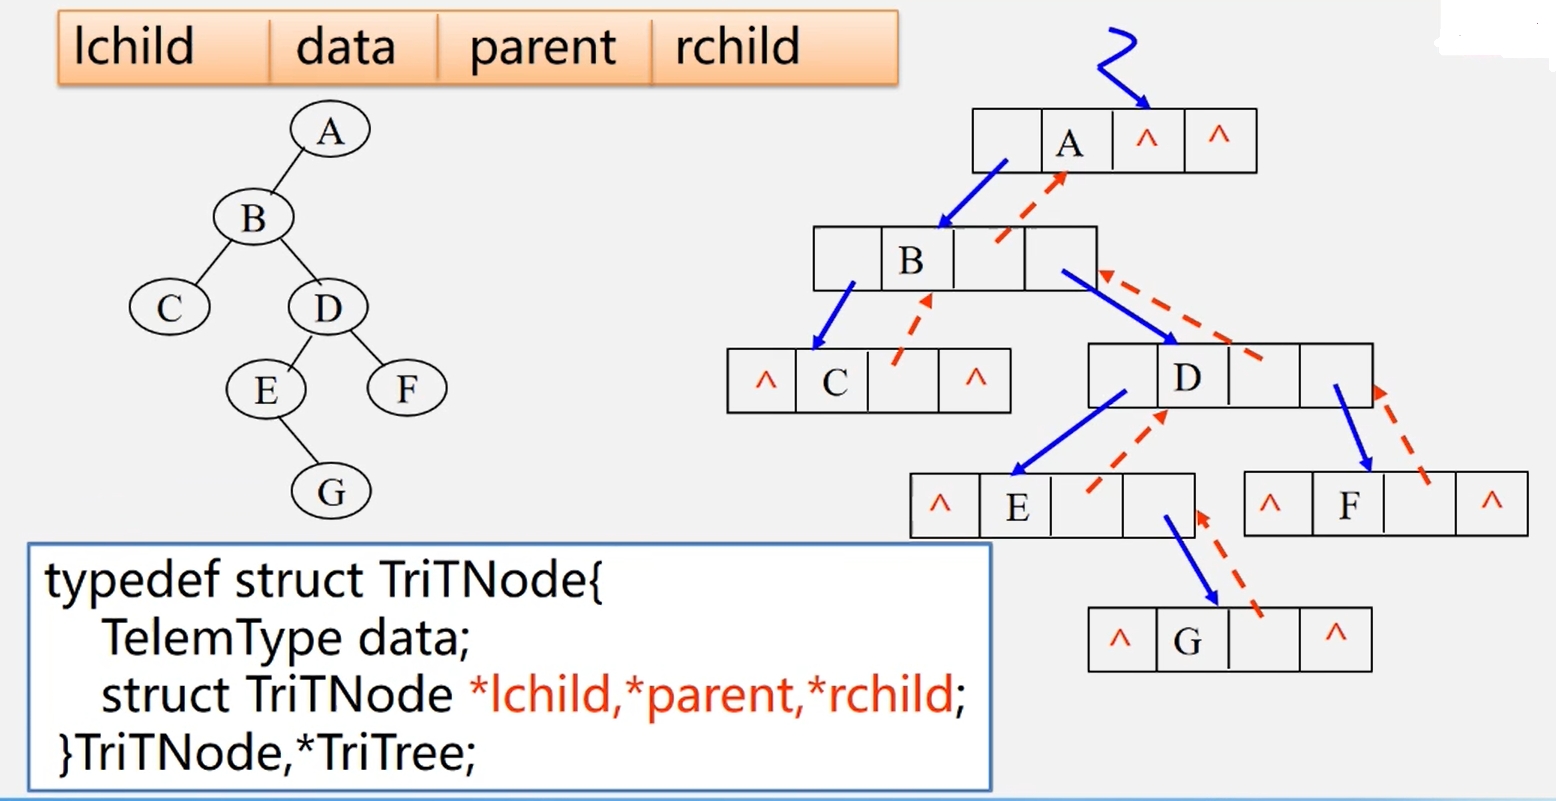 lchild data parent rchild
A
B
C D
E F
G
A ^ ^
B
^ C ^
D
^ E
^ F ^
^ G ^
typedef struct TriTNode{
TelemType data;
struct TriTNode *lchild,*parent,*rchild;
}TriTNode,*TriTree;